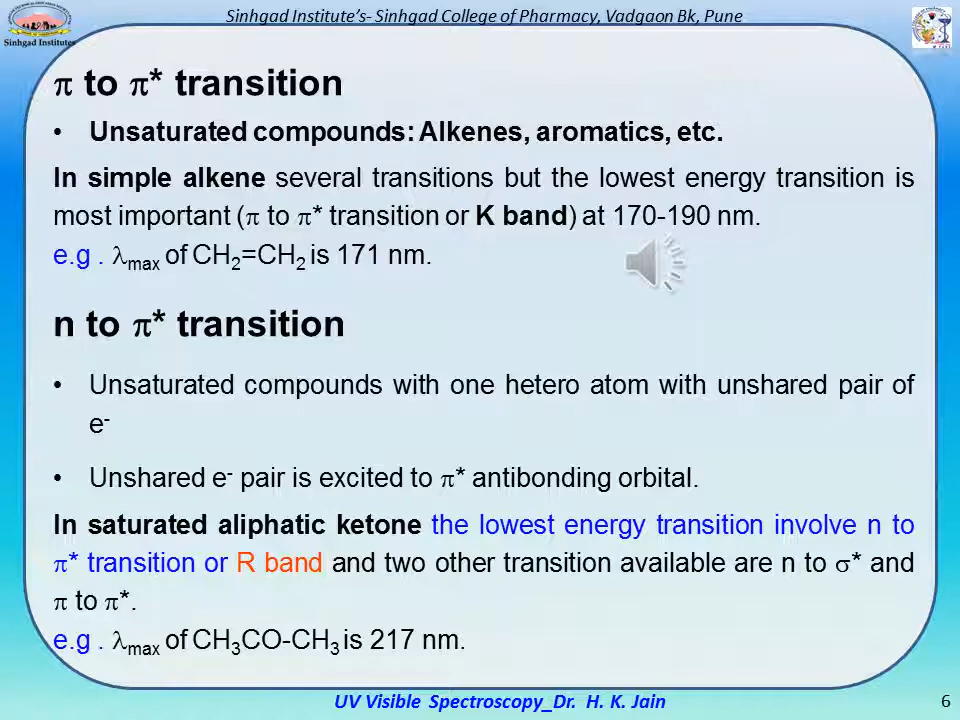 Sinhgad Institute's- Sinhgad College of Pharmacy, Vadgaon Bk, Pune
Sinhgad Institutes
π to π* transition
• Unsaturated compounds: Alkenes, aromatics, etc.
In simple alkene several transitions but the lowest energy transition is
most important (π to π* transition or K band) at 170-190 nm.
e.g . λmax of CH2=CH2 is 171 nm.
n to π* transition
• Unsaturated compounds with one hetero atom with unshared pair of
e-
• Unshared e- pair is excited to π* antibonding orbital.
In saturated aliphatic ketone the lowest energy transition involve n to
π* transition or R band and two other transition available are n to σ* and
π to π*.
e.g . λmax of CH3CO-CH3 is 217 nm.
UV Visible Spectroscopy_Dr. H. K. Jain
6